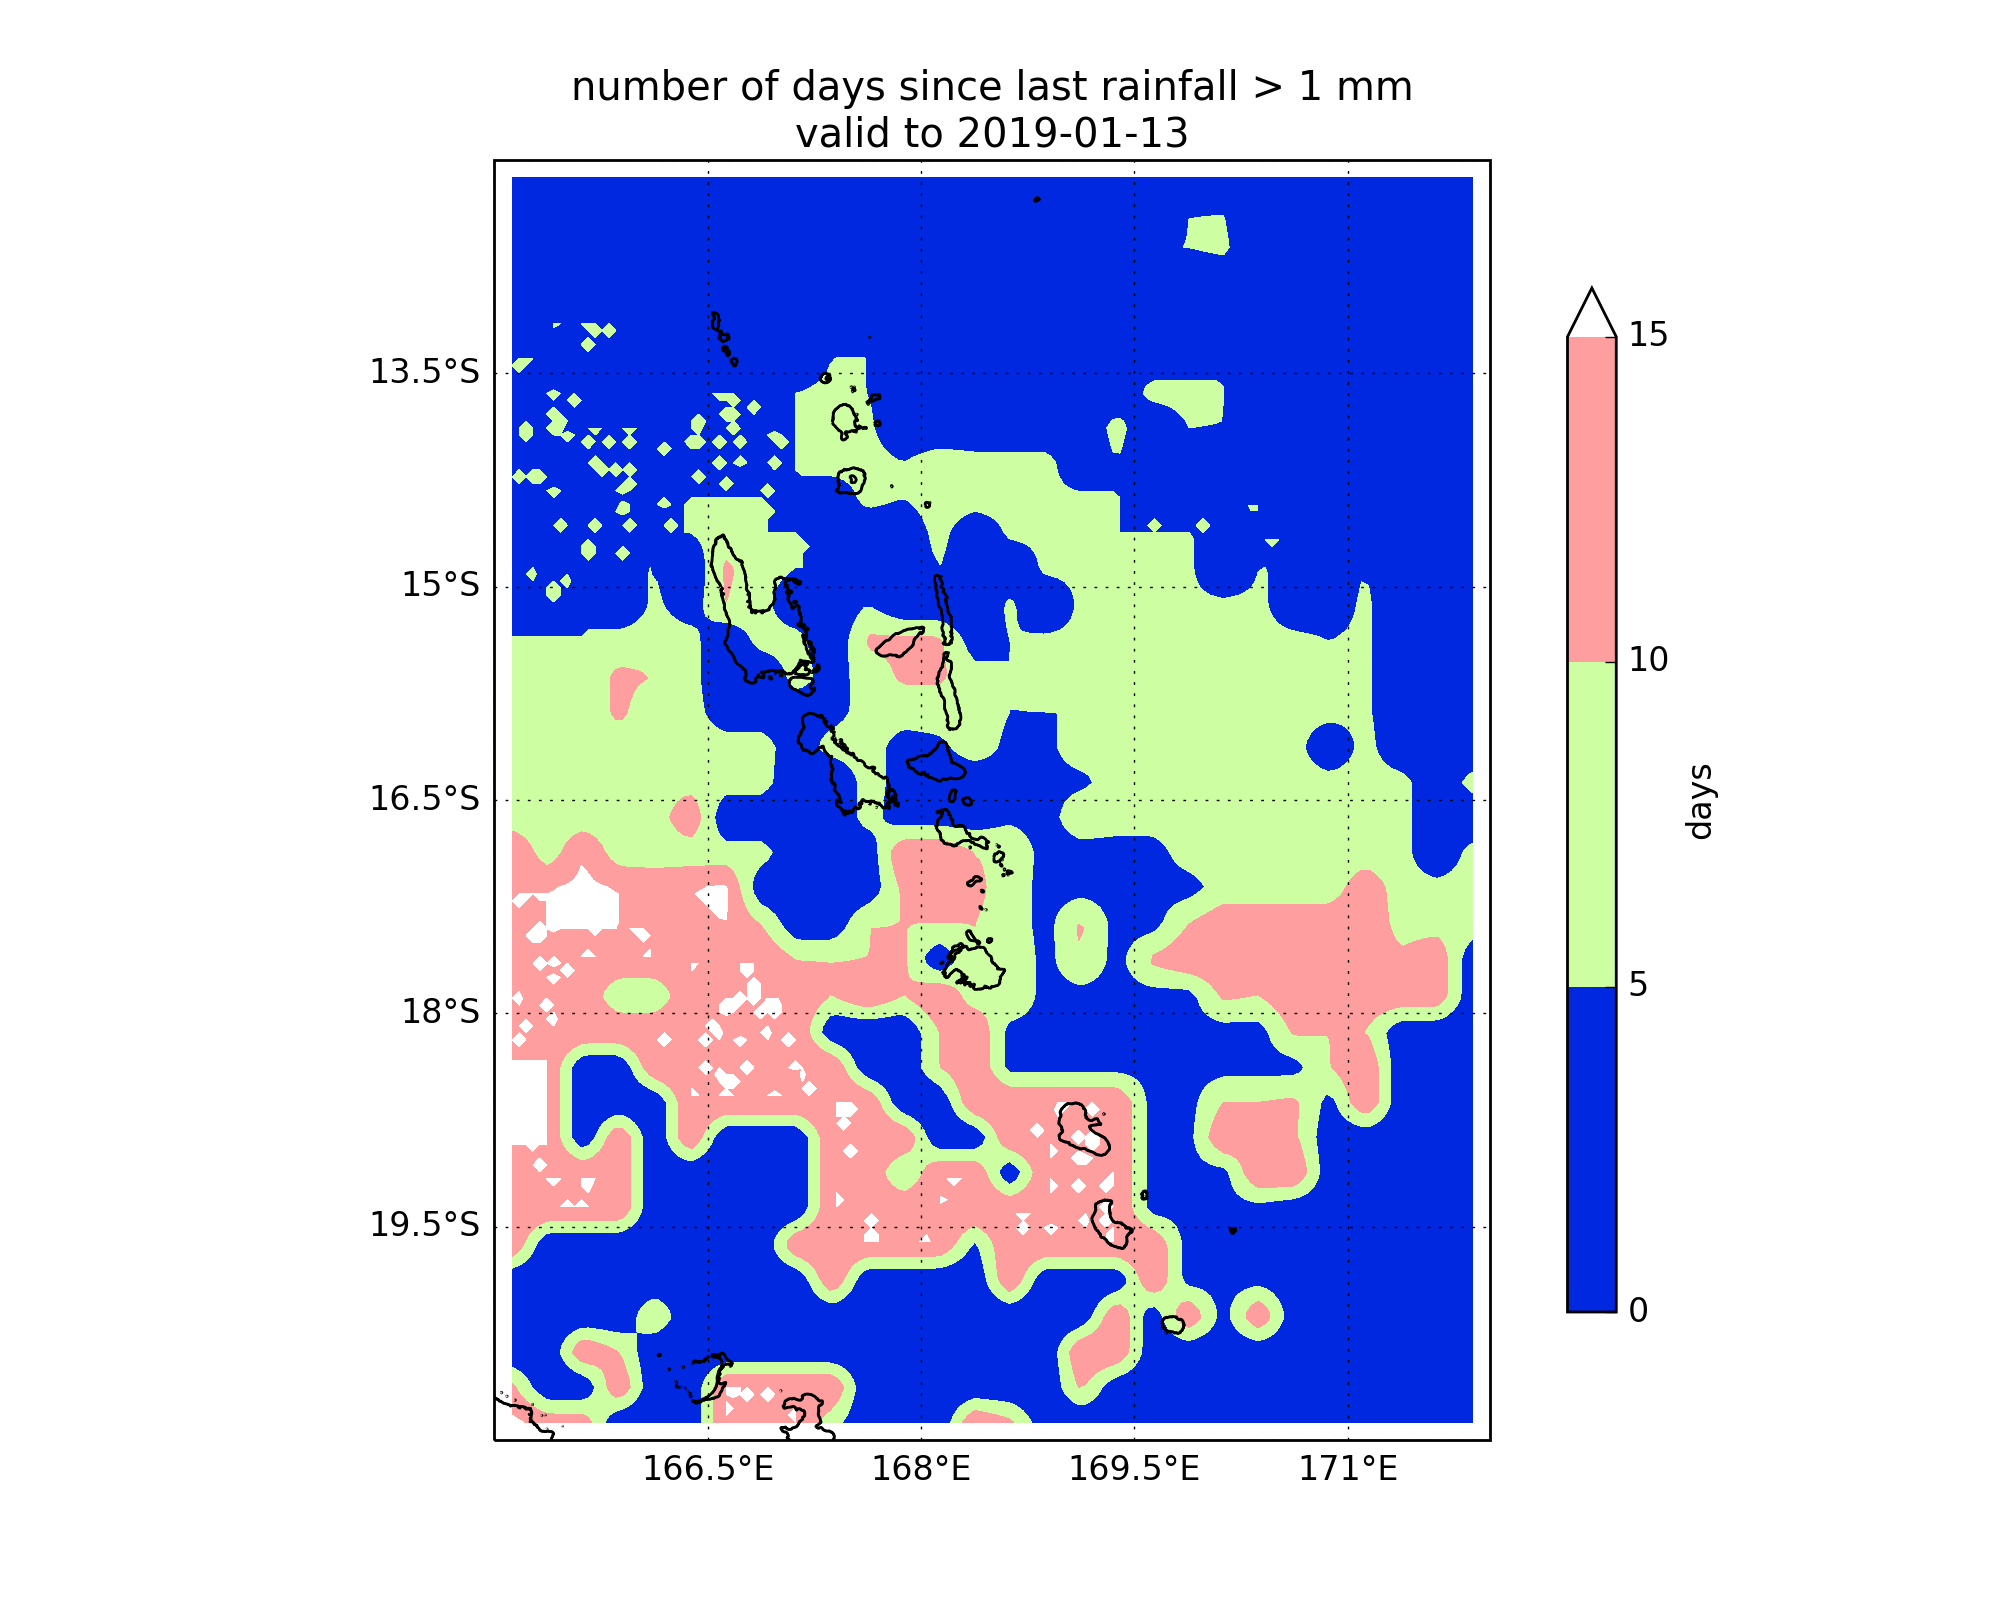 number of days since last rainfall > 1 mm
valid to 2019-01-13
13.5°S
15°S
16.5°S
18°S
19.5°S
166.5°E
168°E
169.5°E
171°E
15
10
5
0
days